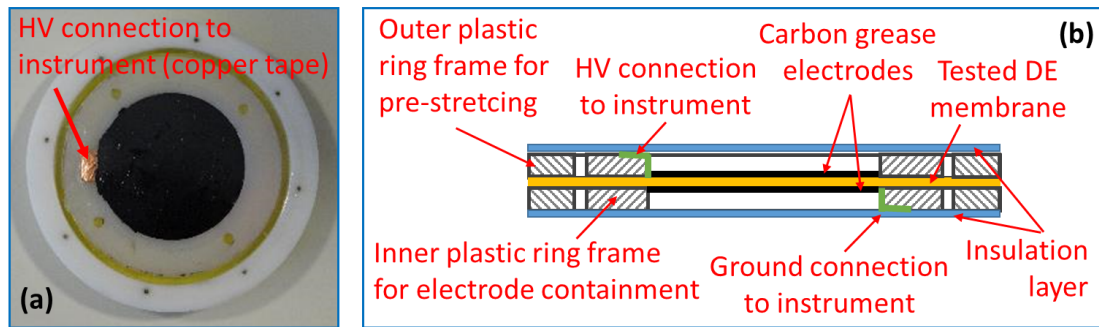 HV connection to
instrument (copper tape)
(a)
Outer plastic
ring frame for
pre-stretcing
HV connection
to instrument
Carbon grease
electrodes
Tested DE
membrane
(b)
Inner plastic ring frame
for electrode containment
Ground connection
to instrument
Insulation
layer